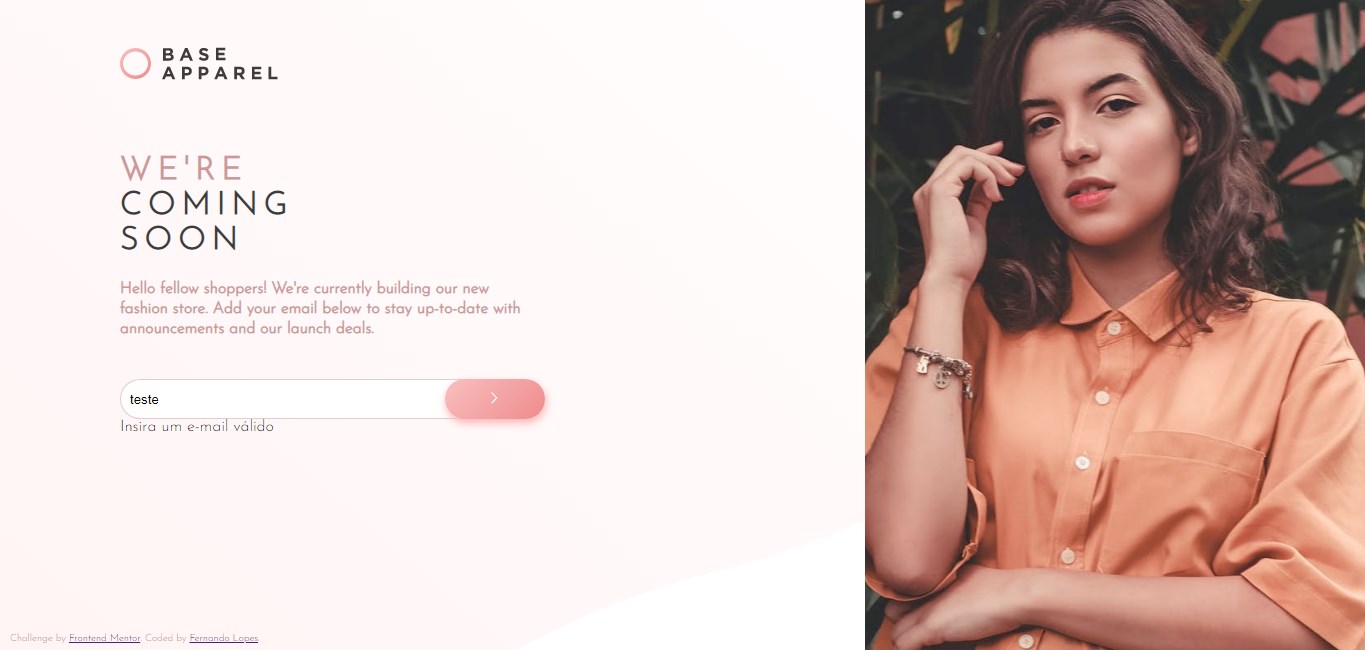 BASE
APPAREL
WE'RE
COMING
SOON
Hello fellow shoppers! We're currently building our new
fashion store. Add your email below to stay up-to-date with
announcements and our launch deals.
teste
Insira um e-mail válido
Challenge by Frontend Mentor. Coded by Fernando Lopes.